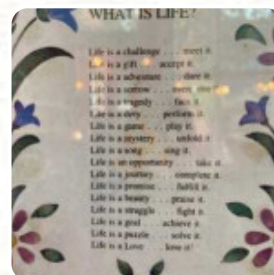 WHAT IS LIFE?
Life is a challenge . . . meet it.
Life is a gift . . . accept it.
Life is a adventure . . . dare it.
Life is a sorrow . . . over
Life is a tragedy . . . face it.
Life is a duty . . . perform it.
Life is a game . . . play it.
Life is a mystery . . . unfold it.
Life is a song . . . sing it.
Life is an opportunity . . . take it.
Life is a journey . . . complete it.
Life is a promise . . . fulfill it.
Life is a beauty . . . praise it.
Life is a struggle . . . fight it.
Life is a goal . . . achieve it.
Life is a puzzle . . . solve it.
Life is a Love . . . love it!